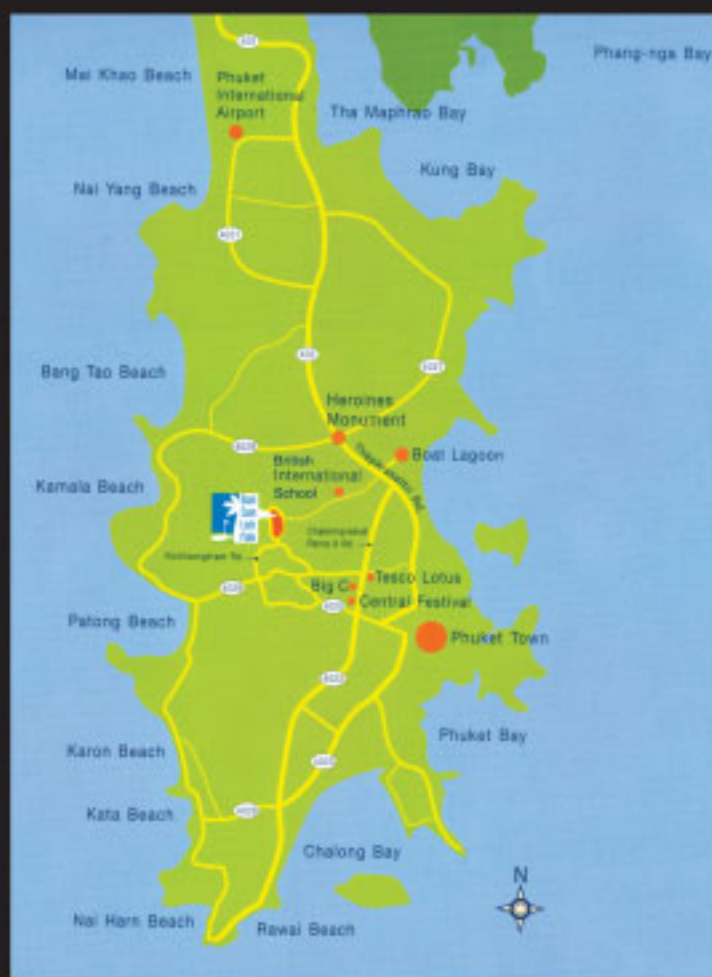 Phang-nga Bay
Mai Khao Beach
Phuket
International
Airport
Tha Maphrao Bay
Kung Bay
Nai Yang Beach
Bang Tao Beach
Heroines
Monument
Boat Lagoon
British
International
School
Kamala Beach
Tesco Lotus
Big C
Central Festival
Patong Beach
Phuket Town
Phuket Bay
Karon Beach
Kata Beach
Chalong Bay
N
Nai Harn Beach
Rawai Beach